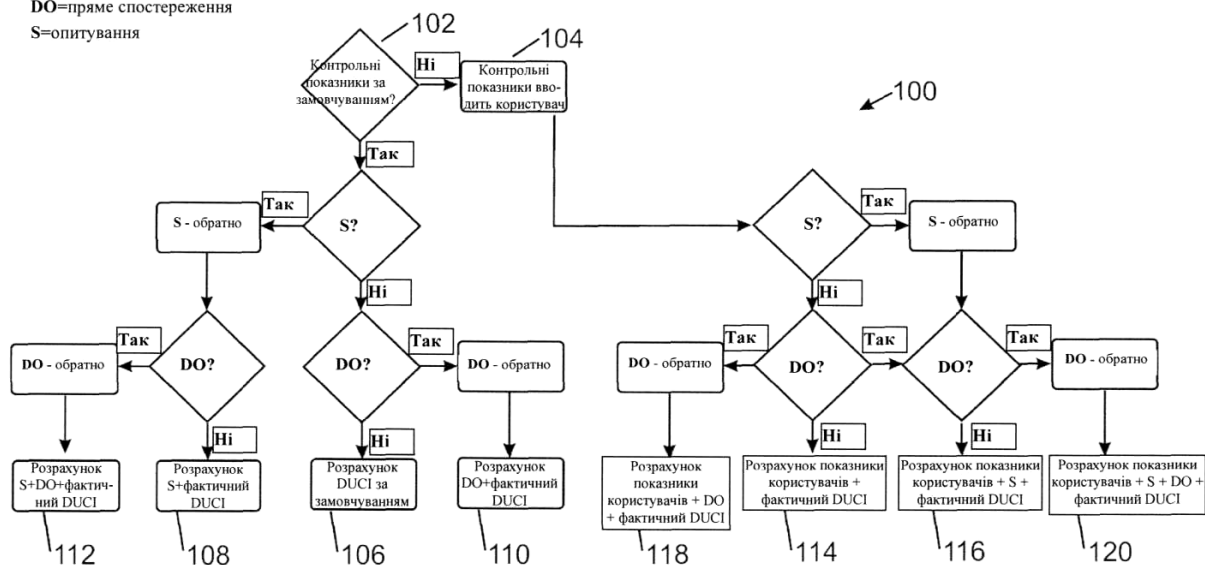 DO=пряме спостереження
S=опитування
102
104
100
Контрольні
показники за
замовчуванням?
Ні
Контрольні
показники вво-
дить користувач
Так
S - обратно
Так
S?
S?
Так
S - обратно
Ні
Ні
DO - обратно
Так
DO?
DO?
Так
DO - обратно
DO - обратно
Так
DO?
Так
DO?
Так
DO - обратно
Ні
Ні
Ні
Ні
Розрахунок
S+DO+фактич-
ний DUCI
Розрахунок
S+фактичний
DUCI
Розрахунок
DUCI за
замовчуванням
Розрахунок
DO+фактичний
DUCI
Розрахунок
показники
користувачів + DO
+ фактичний DUCI
Розрахунок показники
користувачів +
фактичний DUCI
Розрахунок показники
користувачів + S +
фактичний DUCI
Розрахунок показники
користувачів + S + DO +
фактичний DUCI
112
108
106
110
118
114
116
120